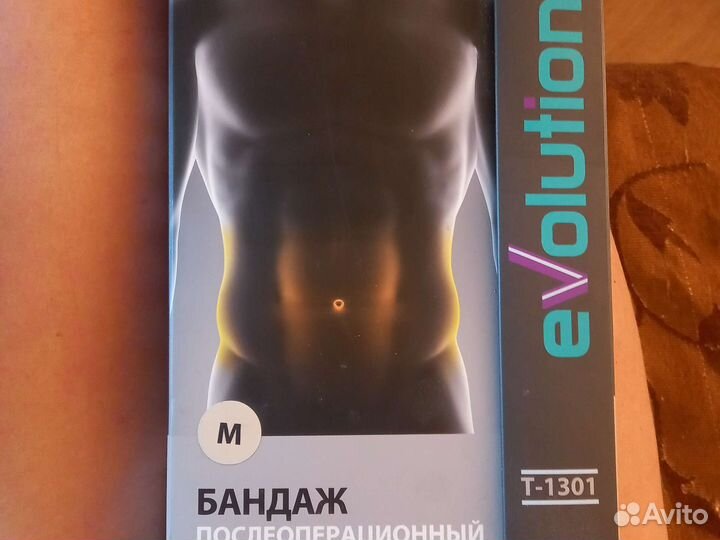 evolution
M
БАНДАЖ
ПОСЛЕОПЕРАЦИОННЫЙ
Т-1301
Avito